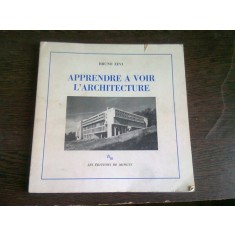 BRUNO ZEVI
APPRENDRE A VOIR
L'ARCHITECTURE
LES EDITIONS DE MINUIT